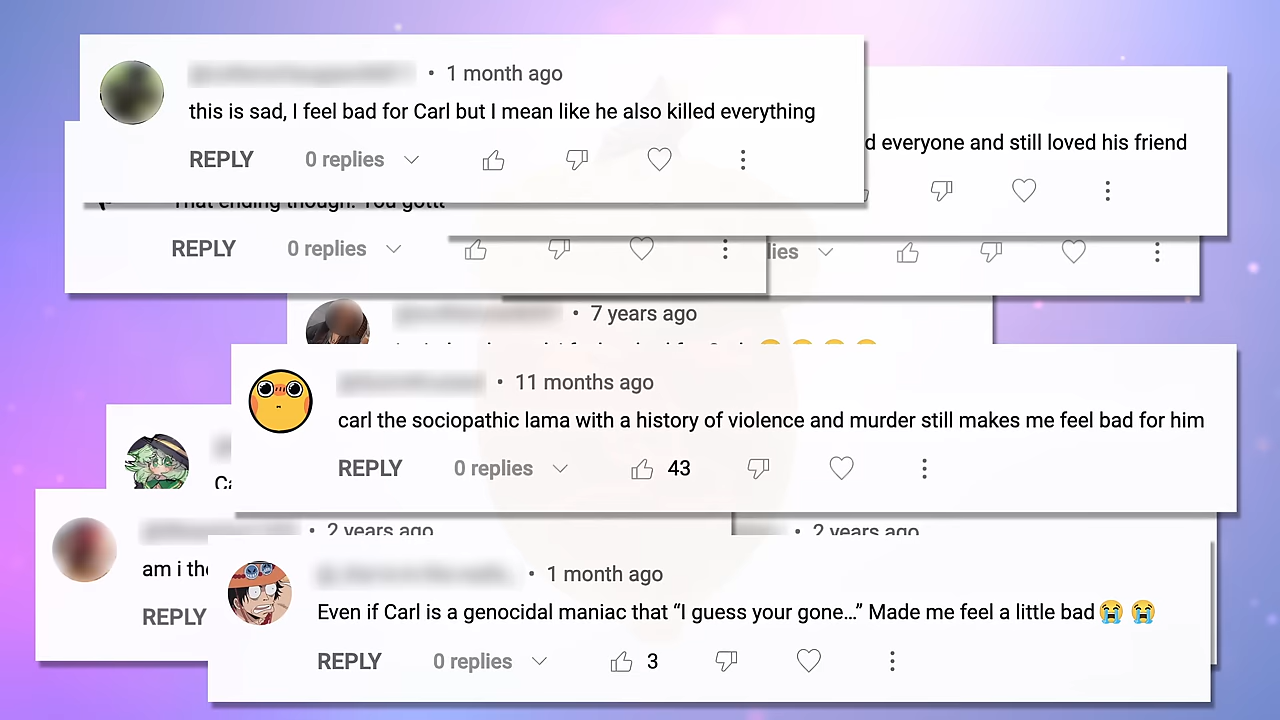 • 1 month ago
this is sad, I feel bad for Carl but I mean like he also killed everything
REPLY 0 replies
everyone and still loved his friend
That ending though. You
REPLY 0 replies
• 7 years ago
• 11 months ago
carl the sociopathic lama with a history of violence and murder still makes me feel bad for him
REPLY 0 replies 43
• 2 years ago
• 2 years ago
am i
REPLY
• 1 month ago
Even if Carl is a genocidal maniac that “I guess your gone…” Made me feel a little bad😭 😭
REPLY 0 replies 3